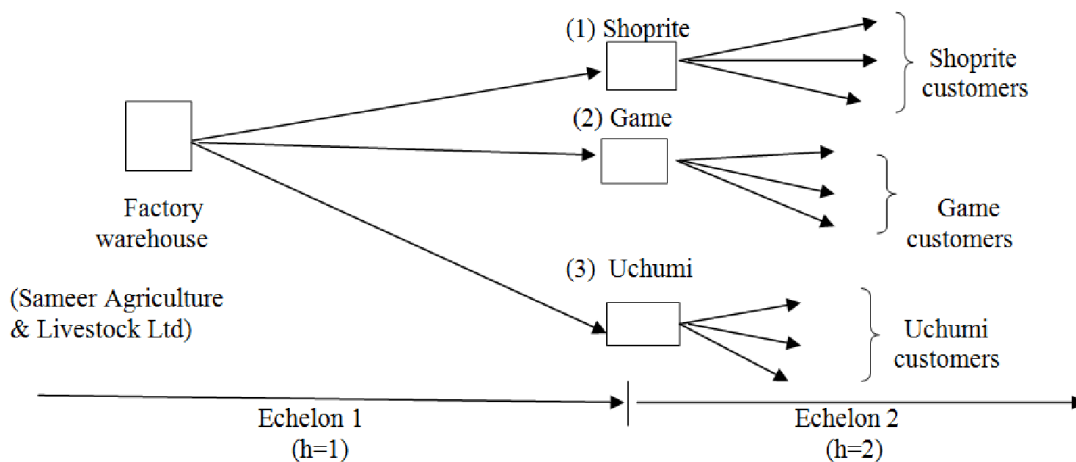 (1) Shoprite
Shoprite
customers
(2) Game
Factory
warehouse
Game
customers
(3) Uchumi
(Sameer Agriculture
& Livestock Ltd)
Uchumi
customers
Echelon 1
(h=1)
Echelon 2
(h=2)